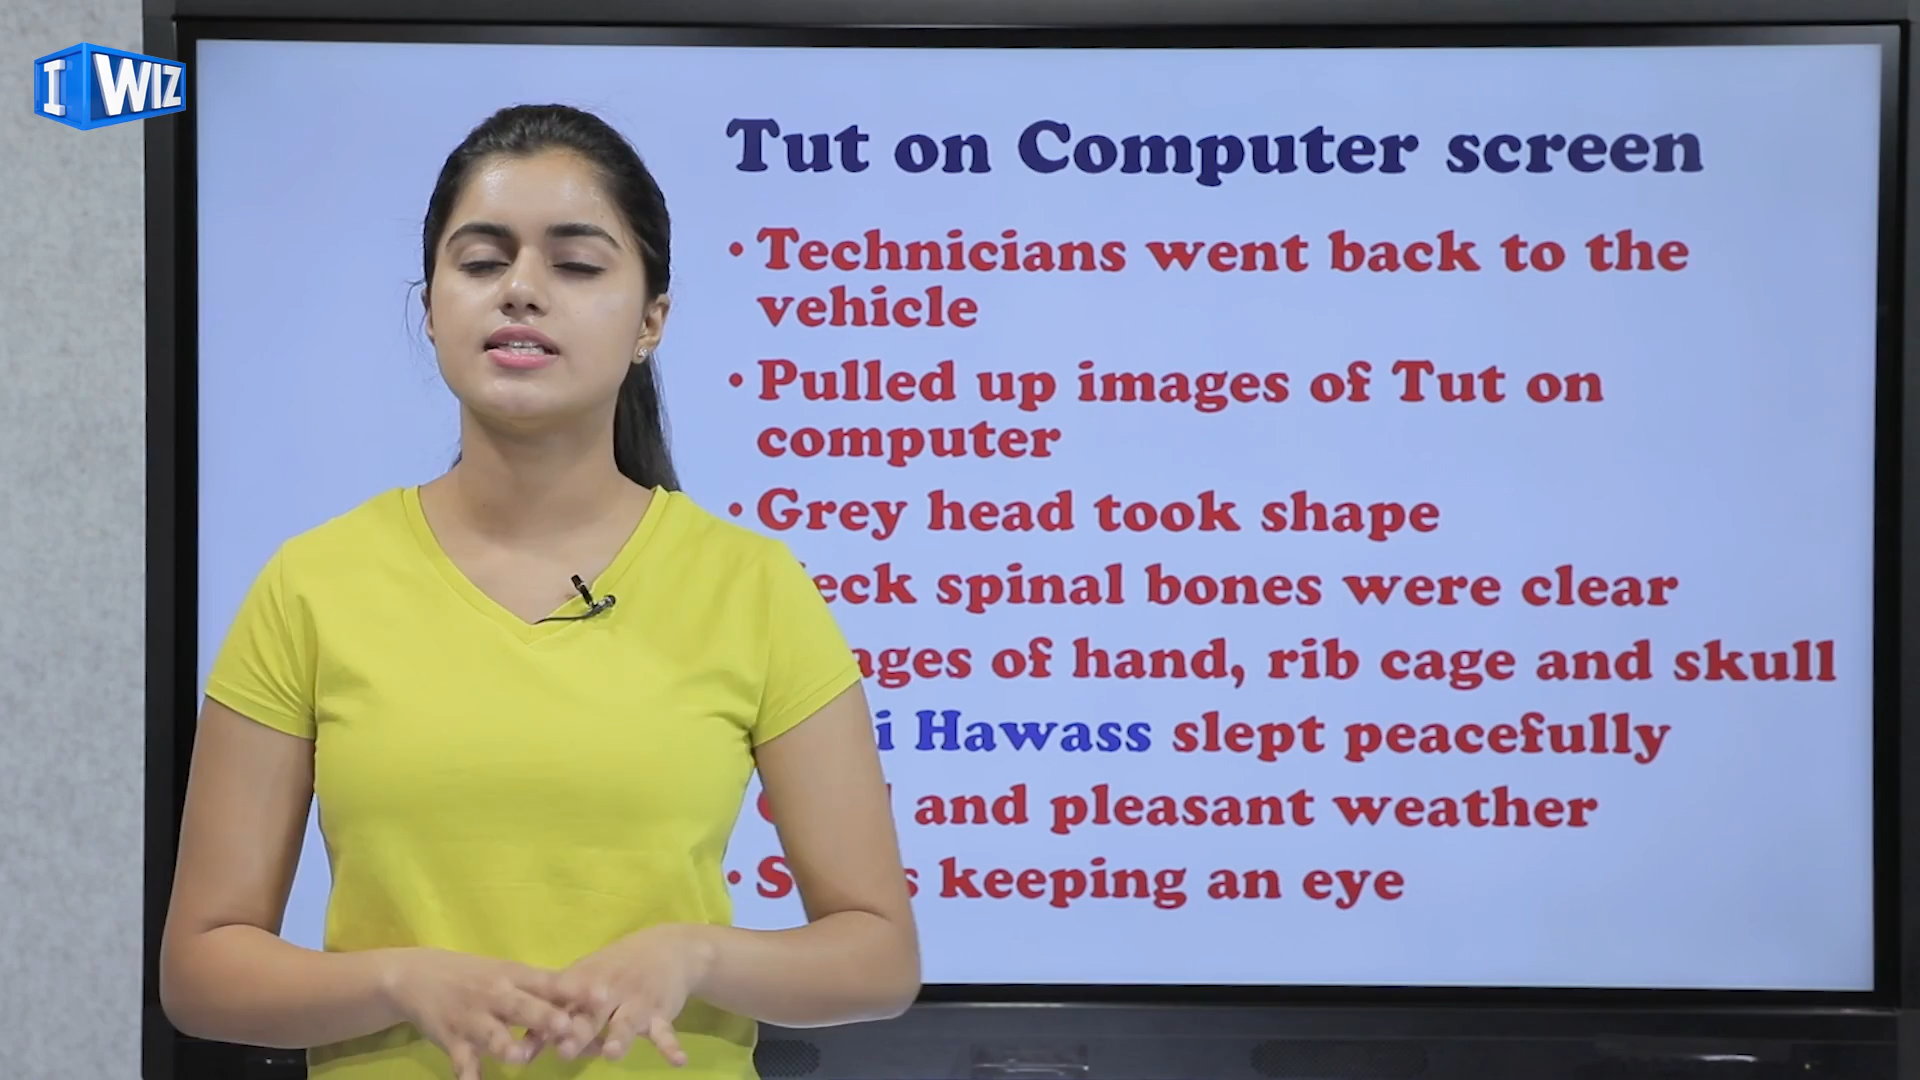 I WIZ
Tut on Computer screen
• Technicians went back to the
vehicle
• Pulled up images of Tut on
computer
• Grey head took shape
spinal bones were clear
of hand, rib cage and skull
Hawass slept peacefully
and pleasant weather
• keeping an eye